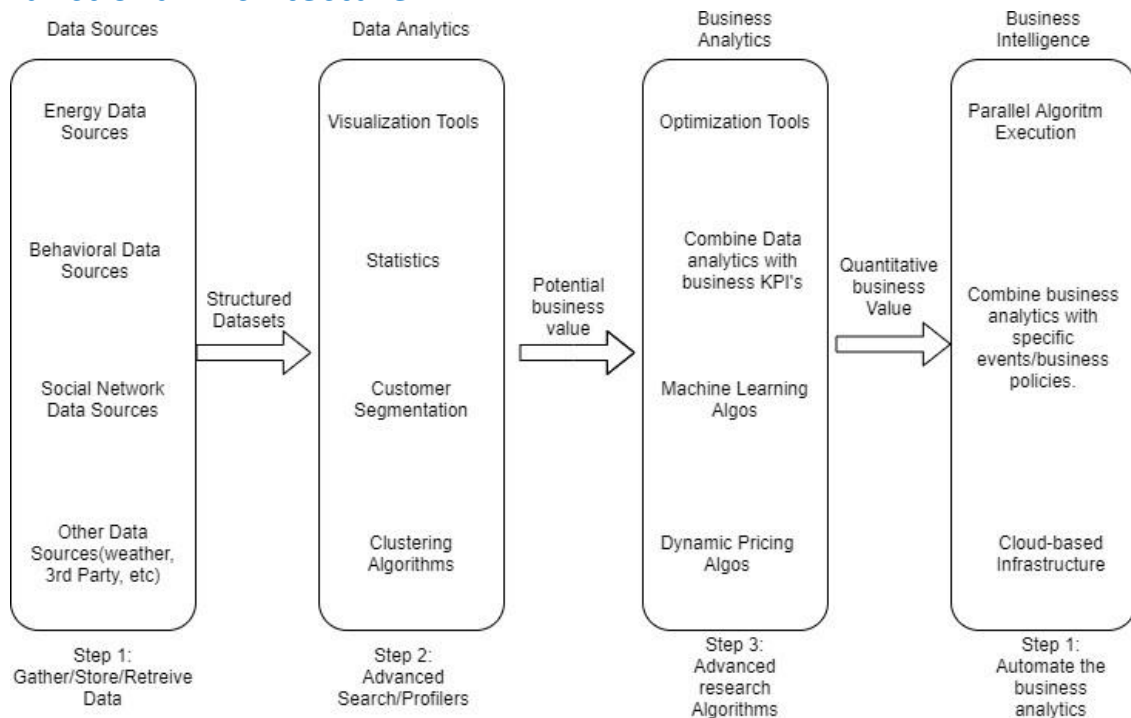 Data Sources
Energy Data
Sources
Behavioral Data
Sources
Social Network
Data Sources
Other Data
Sources(weather,
3rd Party, etc)
Step 1:
Gather/Store/Retreive
Data
Structured
Datasets
Data Analytics
Visualization Tools
Statistics
Customer
Segmentation
Clustering
Algorithms
Step 2:
Advanced
Search/Profilers
Potential
business
value
Business
Analytics
Optimization Tools
Combine Data
analytics with
business KPI's
Machine Learning
Algos
Dynamic Pricing
Algos
Step 3:
Advanced
research
Algorithms
Quantitative
business
Value
Business
Intelligence
Parallel Algoritm
Execution
Combine business
analytics with
specific
events/business
policies.
Cloud-based
Infrastructure
Step 1:
Automate the
business
analytics